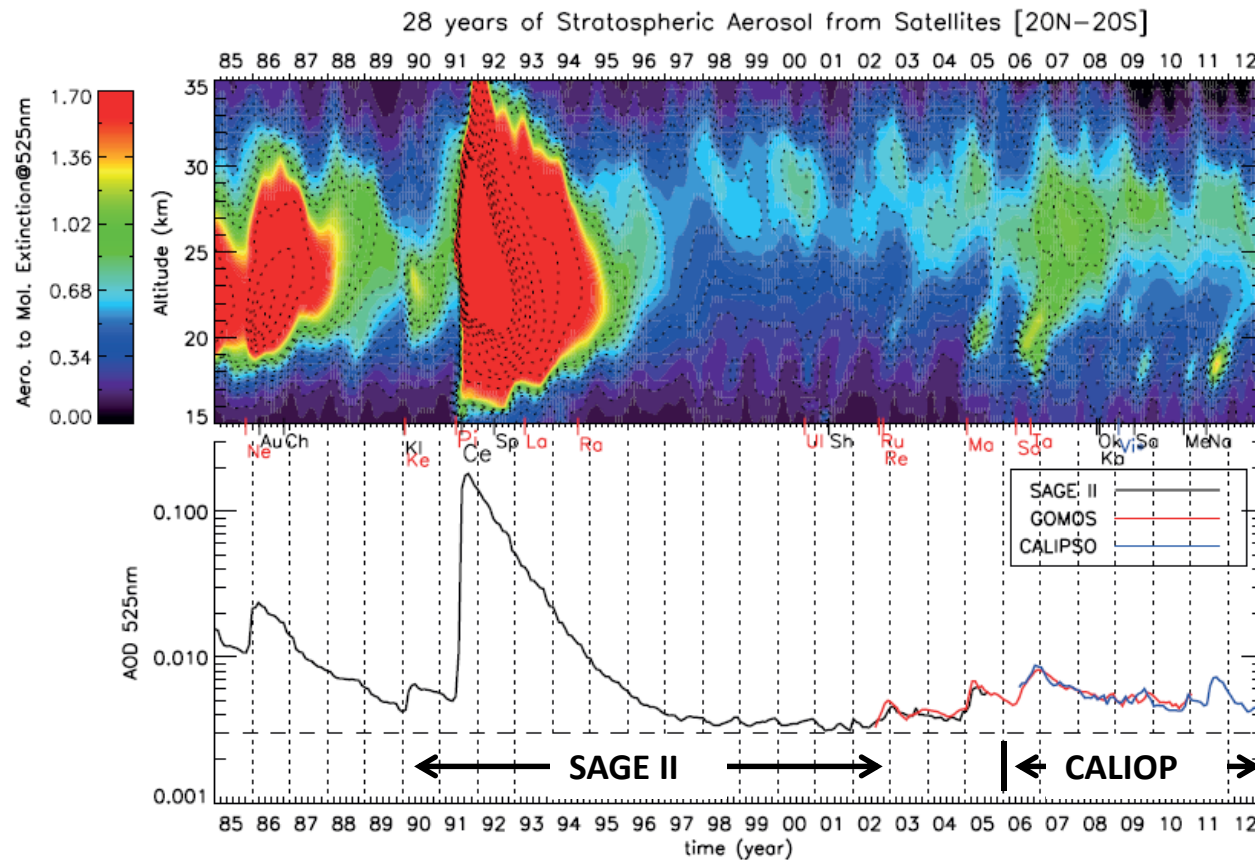 28 years of Stratospheric Aerosol from Satellites [20N-20S]
85 86 87 88 89 90 91 92 93 94 95 96 97 98 99 00 01 02 03 04 05 06 07 08 09 10 11 12
Aero. to Mol. Extinction@525nm
1.70
1.36
1.02
0.68
0.34
0.00
Altitude (km)
35
30
25
20
15
Ne Au Ch Kl Ke Pi Ce Sp La Ra Ul Sh Ru Re Ma So Ta Ok Kb Vi* Sa Me Na
AOD 525nm
0.100
0.010
0.001
SAGE II
GOMOS
CALIPSO
SAGE II CALIOP
85 86 87 88 89 90 91 92 93 94 95 96 97 98 99 00 01 02 03 04 05 06 07 08 09 10 11 12
time (year)